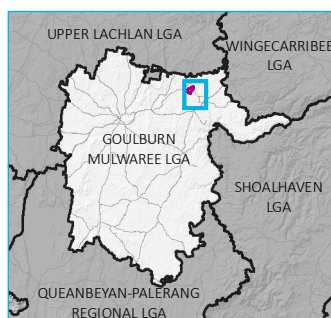 UPPER LACHLAN LGA
WINGECARRIBEE
LGA
GOULBURN
MULWAREE LGA
SHOALHAVEN
LGA
QUEANBEYAN-PALERANG
REGIONAL LGA